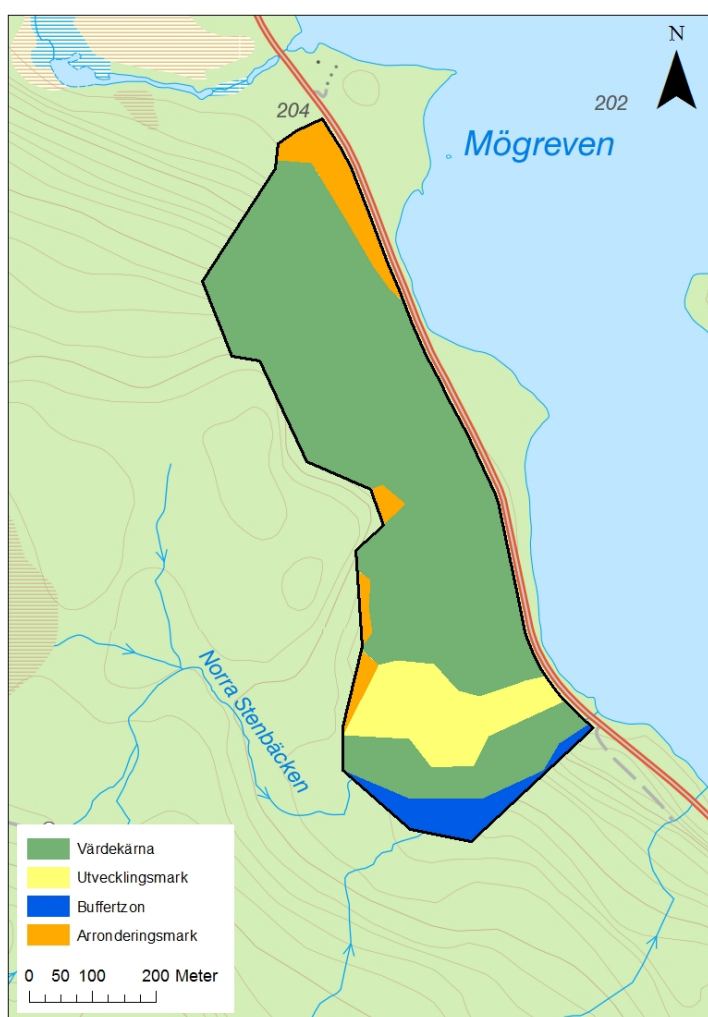 N
204
202
Mögreven
Norra Stenbäcken
Värdekärna
Utvecklingsmark
Buffertzon
Arronderingsmark
0 50 100 200 Meter